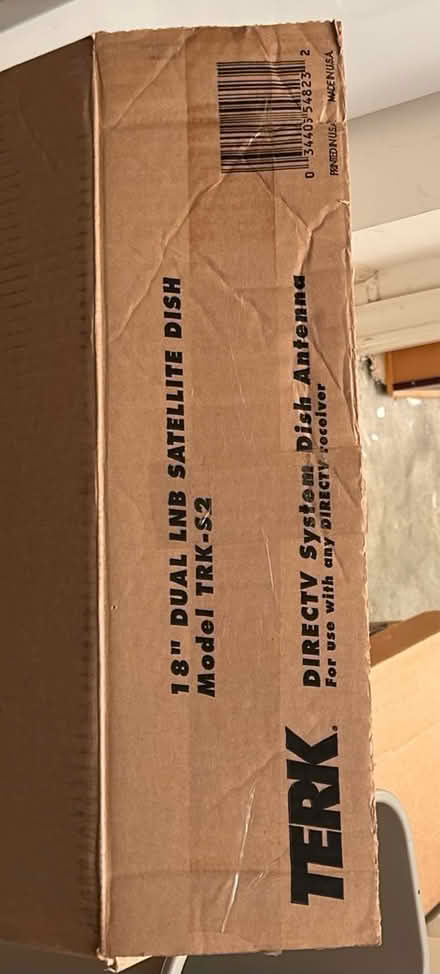 18" DUAL LNB SATELLITE DISH
Model TRK-S2
TERK®
DIRECTV System Dish Antenna
For use with any DIRECTV receiver
0 34405 54823 2
PRINTED IN U.S.A. MADE IN U.S.A.